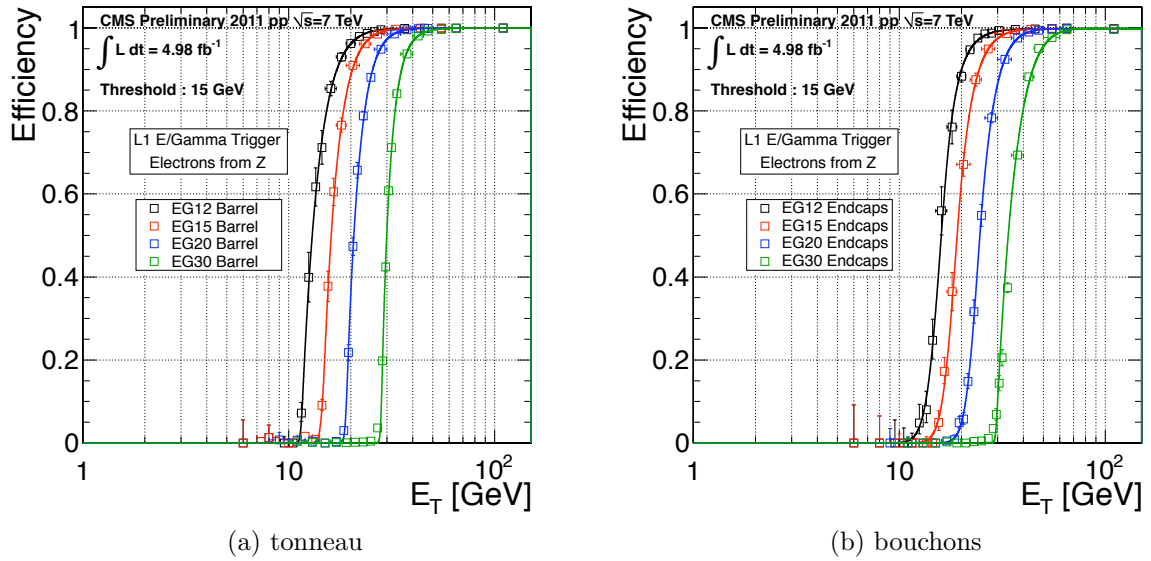 CMS Preliminary 2011 pp √s=7 TeV
∫ L dt = 4.98 fb⁻¹
Threshold : 15 GeV
L1 E/Gamma Trigger
Electrons from Z
EG12 Barrel
EG15 Barrel
EG20 Barrel
EG30 Barrel
Efficiency
1
0.8
0.6
0.4
0.2
0
1
10
10²
E_T [GeV]
(a) tonneau
CMS Preliminary 2011 pp √s=7 TeV
∫ L dt = 4.98 fb⁻¹
Threshold : 15 GeV
L1 E/Gamma Trigger
Electrons from Z
EG12 Endcaps
EG15 Endcaps
EG20 Endcaps
EG30 Endcaps
Efficiency
1
0.8
0.6
0.4
0.2
0
1
10
10²
E_T [GeV]
(b) bouchons